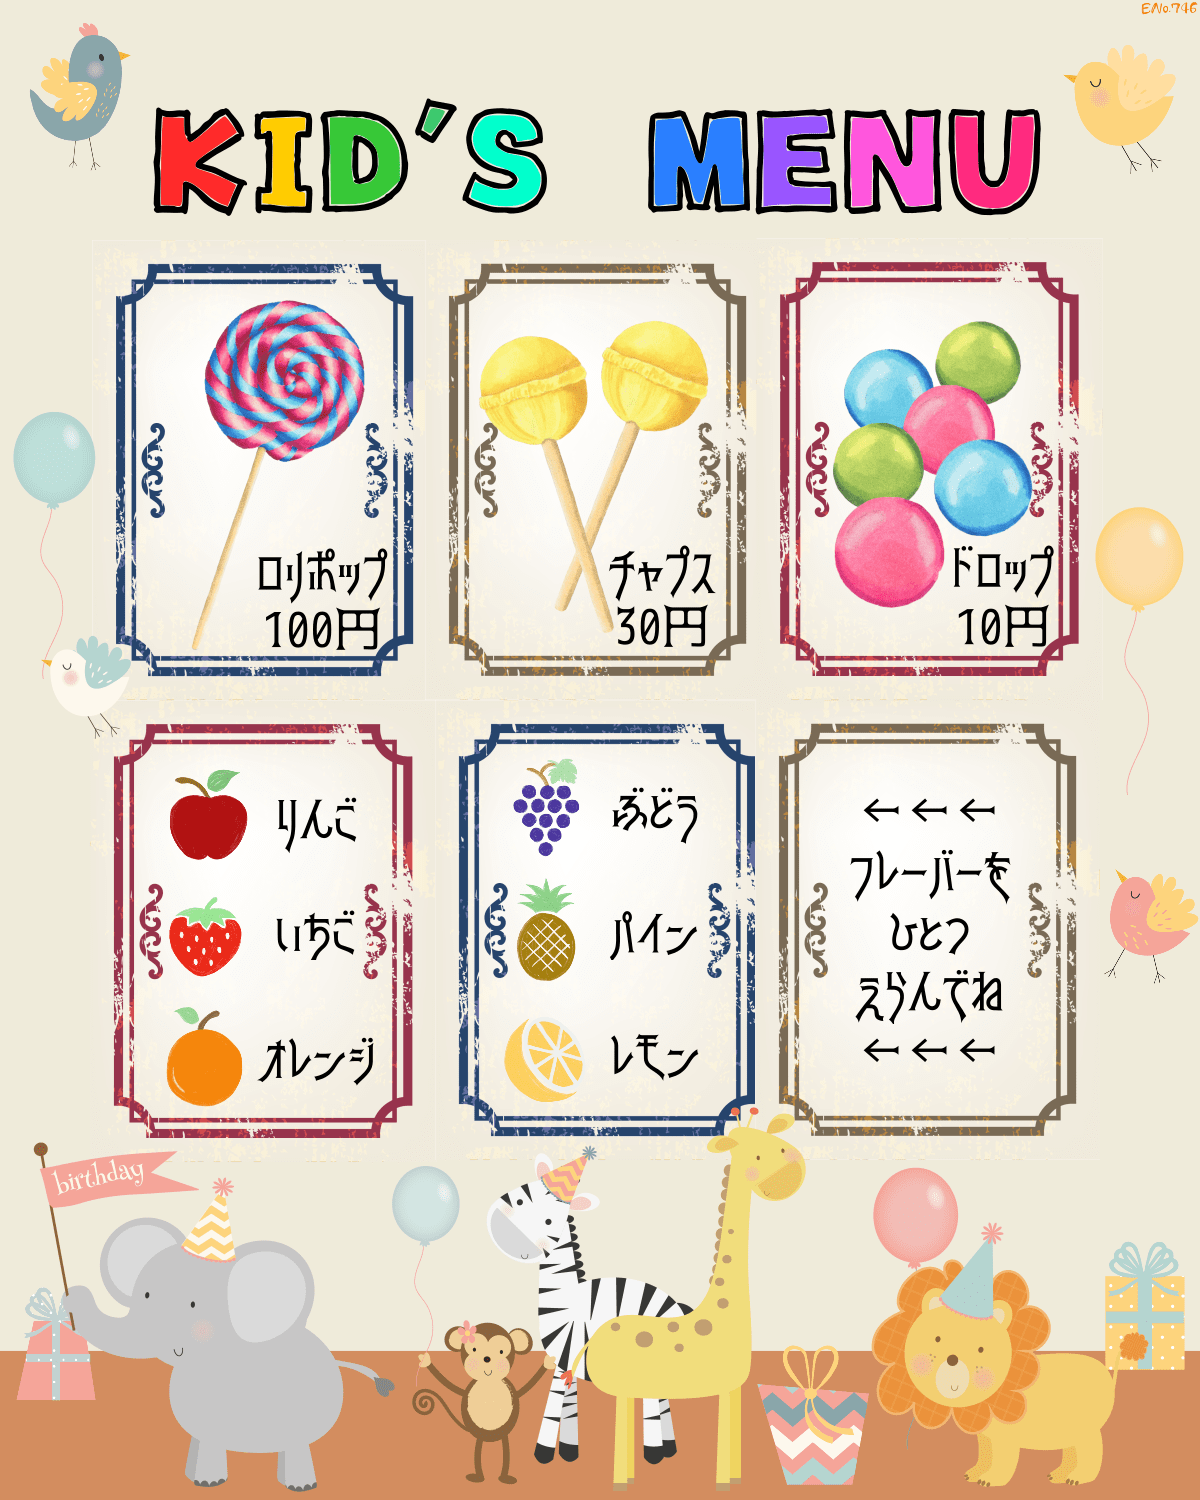 E.No.746
KID'S MENU
ロリポップ
100円
チャプス
30円
ドロップ
10円
りんご
いちご
オレンジ
ぶどう
パイン
レモン
←←←
フレーバーを
ひとつ
えらんでね
←←←
birthday